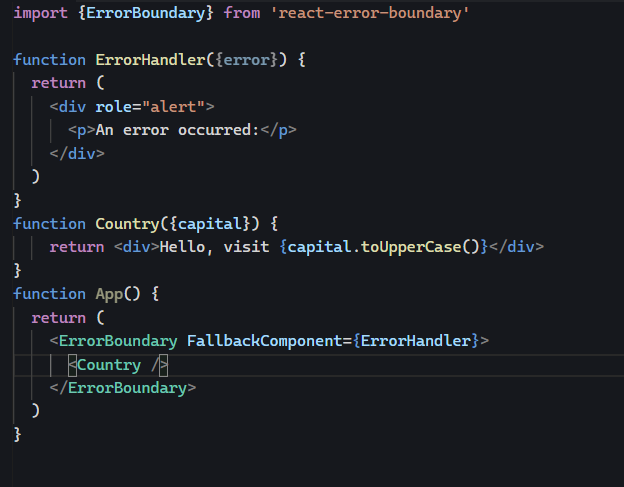 import {ErrorBoundary} from 'react-error-boundary'
function ErrorHandler({error}) {
return (
<div role="alert">
<p>An error occurred:</p>
</div>
)
}
function Country({capital}) {
return <div>Hello, visit {capital.toUpperCase()}</div>
}
function App() {
return (
<ErrorBoundary FallbackComponent={ErrorHandler}>
<Country />
</ErrorBoundary>
)
}